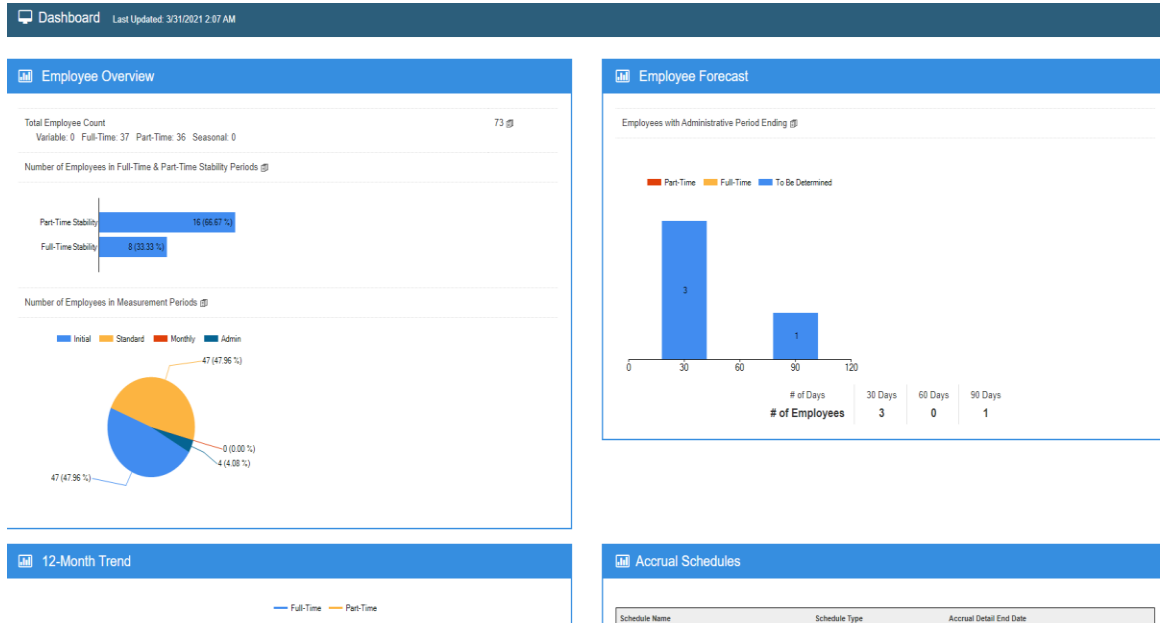 Dashboard Last Updated: 3/31/2021 2:07 AM
Employee Overview
Total Employee Count 73
Variable: 0 Full-Time: 37 Part-Time: 36 Seasonal: 0
Number of Employees in Full-Time & Part-Time Stability Periods
Part-Time Stability 16 (66.67 %)
Full-Time Stability 8 (33.33 %)
Number of Employees in Measurement Periods
Initial Standard Monthly Admin
47 (47.96 %)
0 (0.00 %)
4 (4.08 %)
47 (47.96 %)
Employee Forecast
Employees with Administrative Period Ending
Part-Time Full-Time To Be Determined
3
1
0 30 60 90 120
# of Days 30 Days 60 Days 90 Days
# of Employees 3 0 1
12-Month Trend
Full-Time Part-Time
Accrual Schedules
Schedule Name Schedule Type Accrual Detail End Date